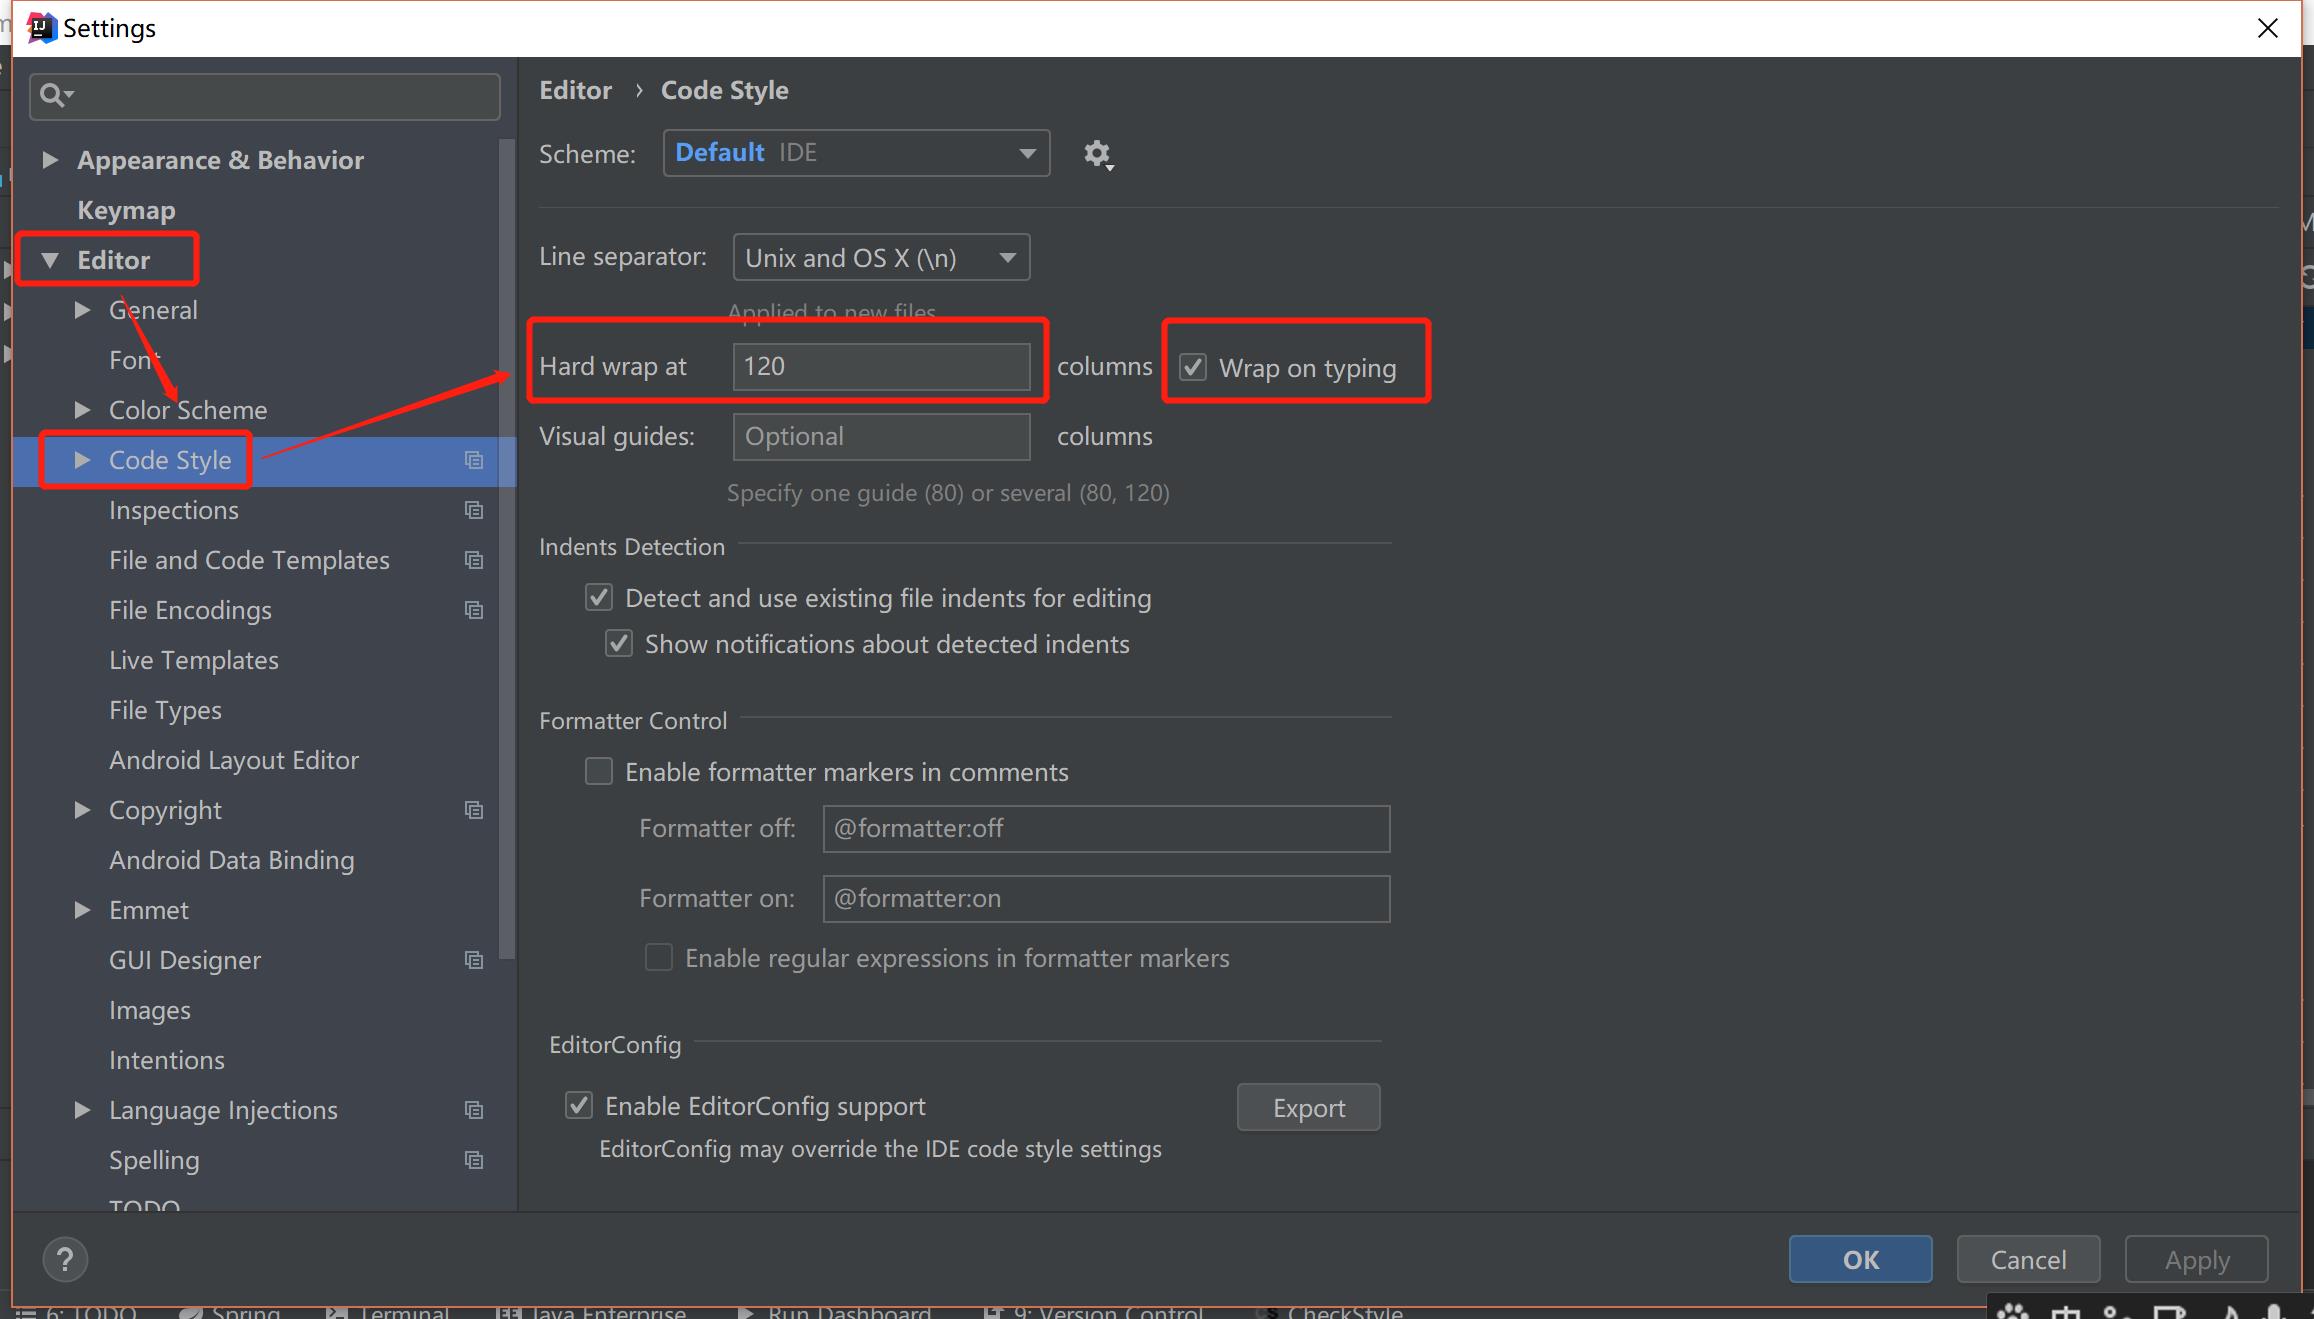 Settings
Appearance & Behavior
Keymap
Editor
General
Font
Color Scheme
Code Style
Inspections
File and Code Templates
File Encodings
Live Templates
File Types
Android Layout Editor
Copyright
Android Data Binding
Emmet
GUI Designer
Images
Intentions
Language Injections
Spelling
TODO
Editor › Code Style
Scheme: Default IDE
Line separator: Unix and OS X (\n)
Applied to new files
Hard wrap at 120 columns Wrap on typing
Visual guides: Optional columns
Specify one guide (80) or several (80, 120)
Indents Detection
Detect and use existing file indents for editing
Show notifications about detected indents
Formatter Control
Enable formatter markers in comments
Formatter off: @formatter:off
Formatter on: @formatter:on
Enable regular expressions in formatter markers
EditorConfig
Enable EditorConfig support Export
EditorConfig may override the IDE code style settings
? OK Cancel Apply
6: TODO Spring Terminal Java Enterprise Run Dashboard 9: Version Control CheckStyle